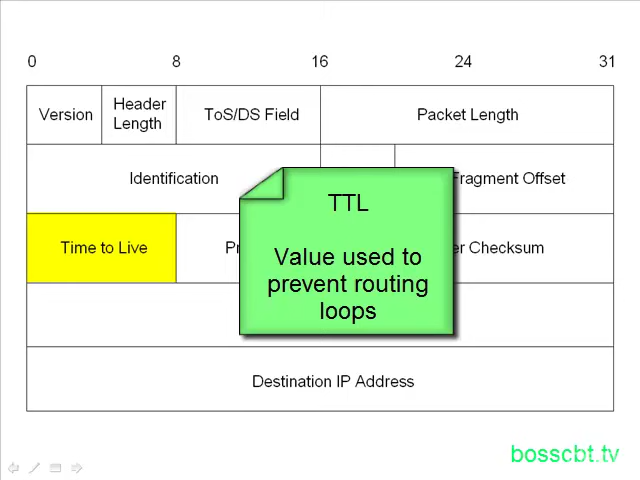 0 8 16 24 31
Version Header Length ToS/DS Field Packet Length
Identification Fragment Offset
TTL
Time to Live Checksum
Value used to
prevent routing
loops
Destination IP Address
bosscbt.tv